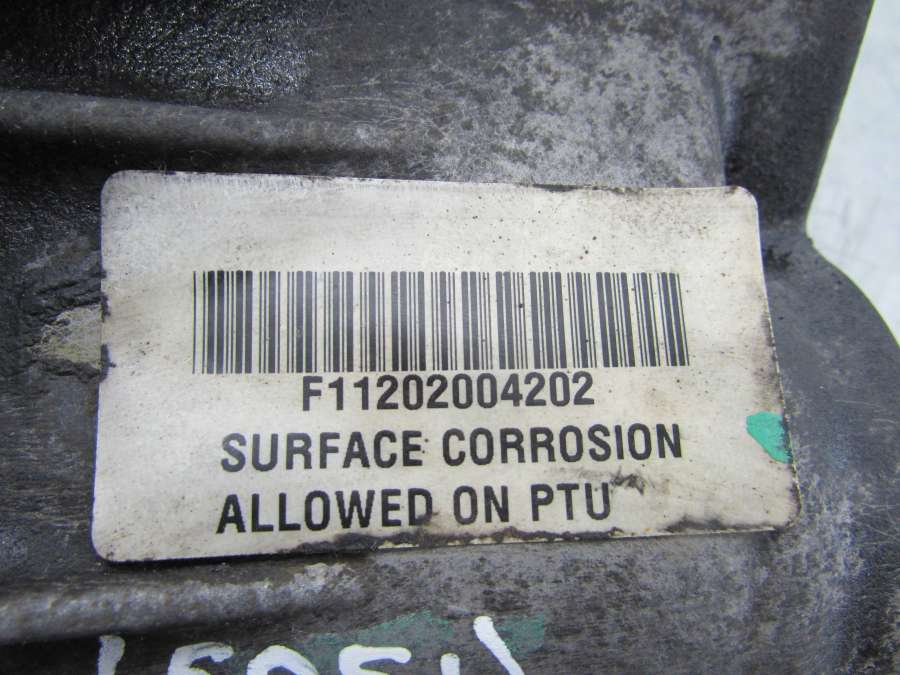 F11202004202
SURFACE CORROSION
ALLOWED ON PTU